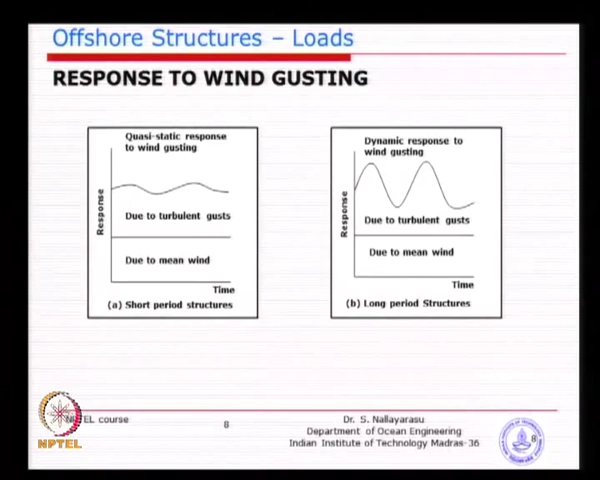 Offshore Structures – Loads
RESPONSE TO WIND GUSTING
Quasi-static response
to wind gusting
Response
Due to turbulent gusts
Due to mean wind
Time
(a) Short period structures
Dynamic response to
wind gusting
Response
Due to turbulent gusts
Due to mean wind
Time
(b) Long period Structures
NPTEL course
8
Dr. S. Nallayarasu
Department of Ocean Engineering
Indian Institute of Technology Madras-36
8
NPTEL